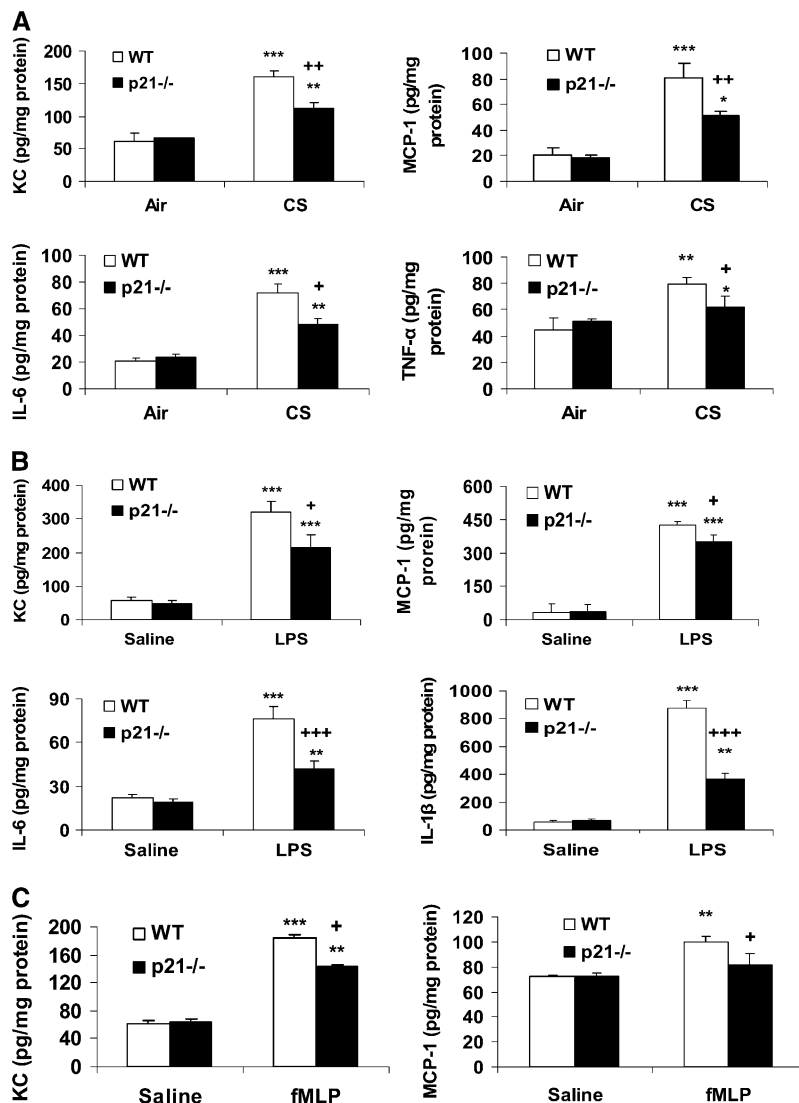 A
KC (pg/mg protein)
200
150
100
50
0
WT
p21-/-
***
++
**
Air
CS
MCP-1 (pg/mg
protein)
100
80
60
40
20
0
WT
p21-/-
***
++
*
Air
CS
IL-6 (pg/mg protein)
100
80
60
40
20
0
WT
p21-/-
***
+
**
Air
CS
TNF-α (pg/mg
protein)
100
80
60
40
20
0
WT
p21-/-
**
+
*
Air
CS
B
KC (pg/mg protein)
400
300
200
100
0
WT
p21-/-
***
+
***
Saline
LPS
MCP-1 (pg/mg
prorein)
600
450
300
150
0
WT
p21-/-
***
+
***
Saline
LPS
IL-6 (pg/mg protein)
90
60
30
0
WT
p21-/-
***
+++
**
Saline
LPS
IL-1β (pg/mg protein)
1000
800
600
400
200
0
WT
p21-/-
***
+++
**
Saline
LPS
C
KC (pg/mg protein)
200
160
120
80
40
0
WT
p21-/-
***
+
**
Saline
fMLP
MCP-1 (pg/mg protein)
120
100
80
60
40
20
0
WT
p21-/-
**
+
Saline
fMLP